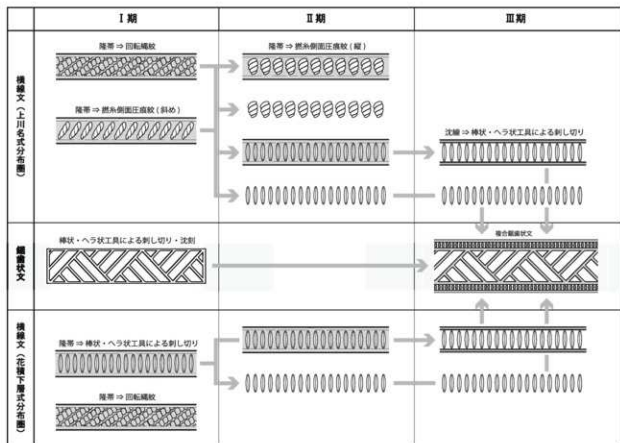 I 期
II 期
III 期
横線文（上川名式分布圏）
隆帯 ⇒ 回転縄紋
隆帯 ⇒ 撚糸側面圧痕紋 ( 縦 )
隆帯 ⇒ 撚糸側面圧痕紋 ( 斜め )
沈線 ⇒ 棒状・ヘラ状工具による刺し切り
鋸歯状文
棒状・ヘラ状工具による刺し切り・沈刻
複合鋸歯状文
横線文（花積下層式分布圏）
隆帯 ⇒ 棒状・ヘラ状工具による刺し切り
隆帯 ⇒ 回転縄紋